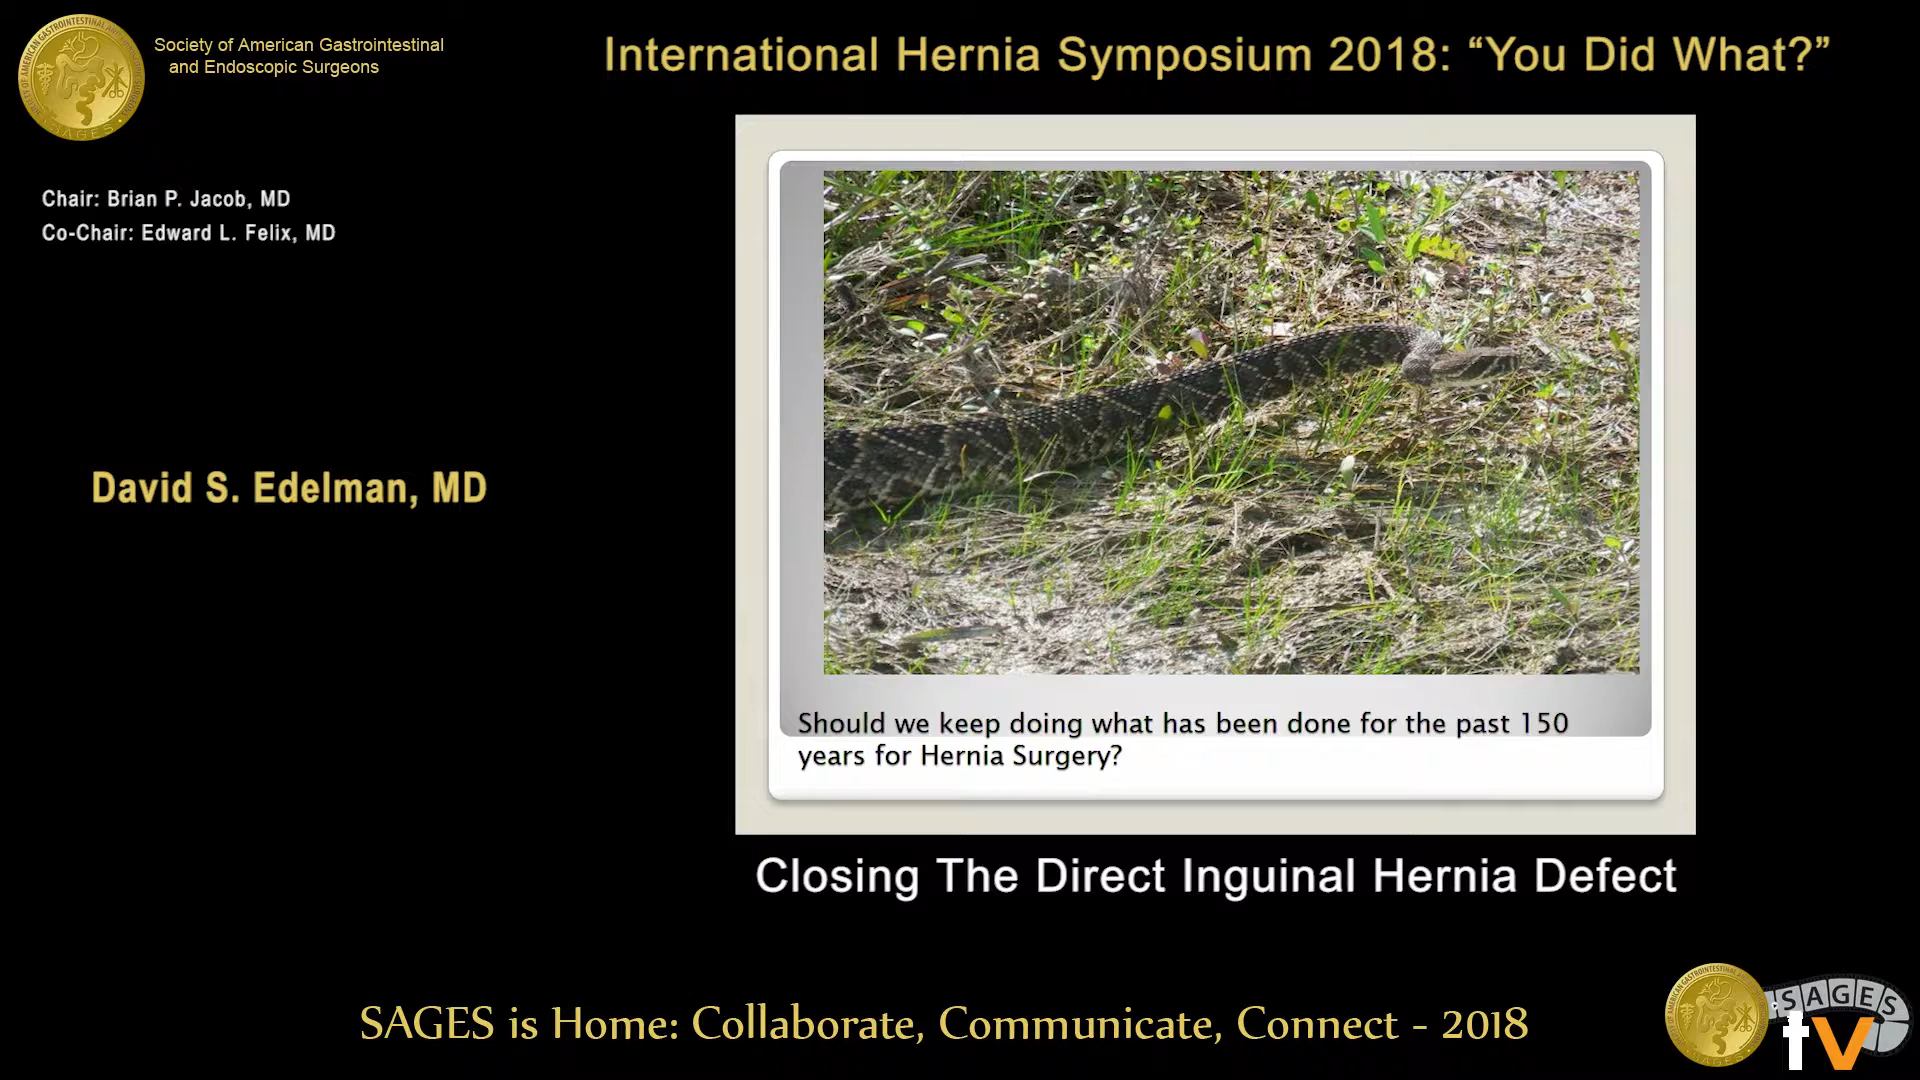 Society of American Gastrointestinal
and Endoscopic Surgeons
International Hernia Symposium 2018: “You Did What?”
Chair: Brian P. Jacob, MD
Co-Chair: Edward L. Felix, MD
David S. Edelman, MD
Should we keep doing what has been done for the past 150
years for Hernia Surgery?
Closing The Direct Inguinal Hernia Defect
SAGES is Home: Collaborate, Communicate, Connect - 2018
SAGES
tv